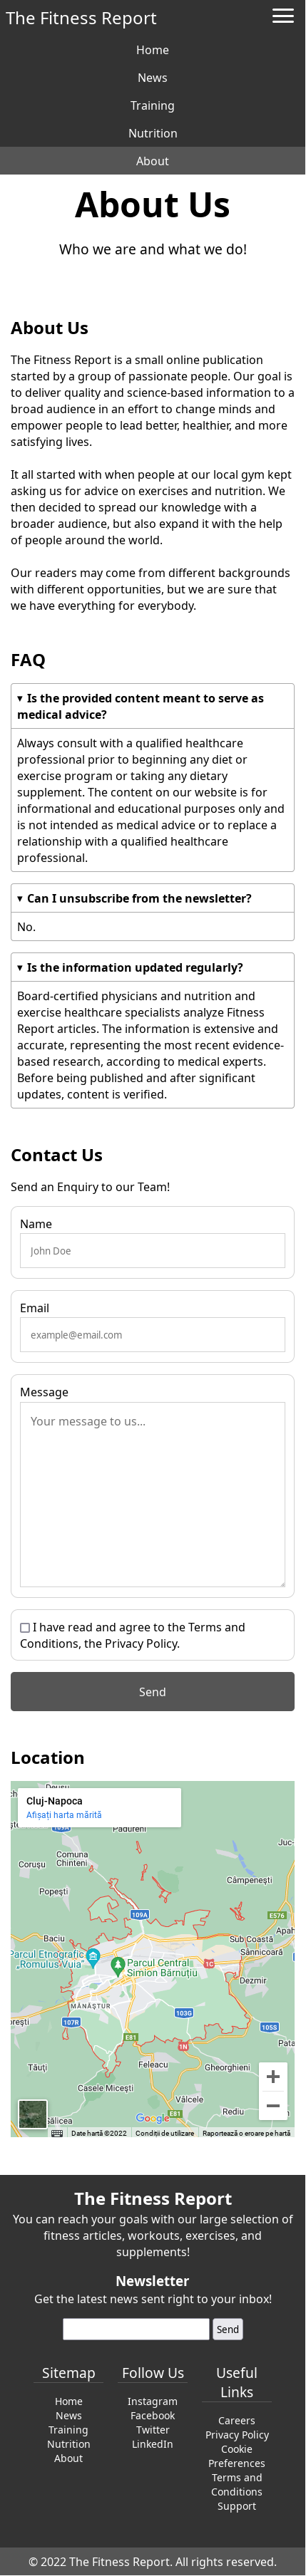 The Fitness Report
Home
News
Training
Nutrition
About
About Us
Who we are and what we do!
About Us
The Fitness Report is a small online publication
started by a group of passionate people. Our goal is
to deliver quality and science-based information to a
broad audience in an effort to change minds and
empower people to lead better, healthier, and more
satisfying lives.
It all started with when people at our local gym kept
asking us for advice on exercises and nutrition. We
then decided to spread our knowledge with a
broader audience, but also expand it with the help
of people around the world.
Our readers may come from different backgrounds
with different opportunities, but we are sure that
we have everything for everybody.
FAQ
▾ Is the provided content meant to serve as
medical advice?
Always consult with a qualified healthcare
professional prior to beginning any diet or
exercise program or taking any dietary
supplement. The content on our website is for
informational and educational purposes only and
is not intended as medical advice or to replace a
relationship with a qualified healthcare
professional.
▾ Can I unsubscribe from the newsletter?
No.
▾ Is the information updated regularly?
Board-certified physicians and nutrition and
exercise healthcare specialists analyze Fitness
Report articles. The information is extensive and
accurate, representing the most recent evidence-
based research, according to medical experts.
Before being published and after significant
updates, content is verified.
Contact Us
Send an Enquiry to our Team!
Name
John Doe
Email
example@email.com
Message
Your message to us...
I have read and agree to the Terms and
Conditions, the Privacy Policy.
Send
Location
Cluj-Napoca
Afișați harta mărită
Pădureni
Juc-
Comuna
Chinteni
Corușu
Câmpenești
Popești
E576
109A
Baciu
Sub Coastă
Sânnicoară
Parcul Etnografic
„Romulus Vuia”
1C
Parcul Central
Simion Bărnuțiu
Dezmir
MĂNĂȘTUR
103G
107R
105S
E81
Pata
Tăuți
1N
Feleacu
Gheorghieni
Casele Micești
Vâlcele
Rediu
Google
E81
Date hartă ©2022
Condiții de utilizare
Raportează o eroare pe hartă
The Fitness Report
You can reach your goals with our large selection of
fitness articles, workouts, exercises, and
supplements!
Newsletter
Get the latest news sent right to your inbox!
Send
Sitemap
Home
News
Training
Nutrition
About
Follow Us
Instagram
Facebook
Twitter
LinkedIn
Useful
Links
Careers
Privacy Policy
Cookie
Preferences
Terms and
Conditions
Support
© 2022 The Fitness Report. All rights reserved.